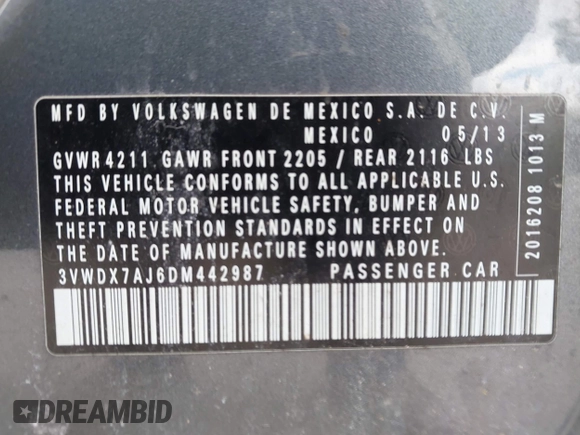 MFD BY VOLKSWAGEN DE MEXICO S.A. DE C.V.
MEXICO 05/13
GVWR 4211 GAWR FRONT 2205 / REAR 2116 LBS
THIS VEHICLE CONFORMS TO ALL APPLICABLE U.S.
FEDERAL MOTOR VEHICLE SAFETY, BUMPER AND
THEFT PREVENTION STANDARDS IN EFFECT ON
THE DATE OF MANUFACTURE SHOWN ABOVE.
3VWDX7AJ6DM442987 PASSENGER CAR
2016208 1013 M
DREAMBID